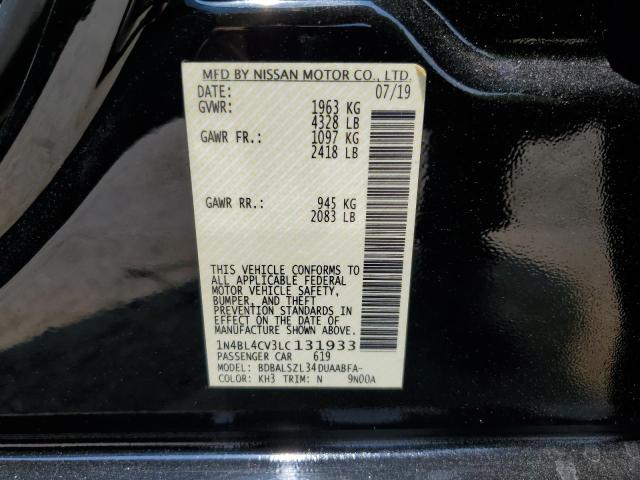 MFD BY NISSAN MOTOR CO., LTD.
DATE: 07/19
GVWR: 1963 KG
4328 LB
GAWR FR.: 1097 KG
2418 LB
GAWR RR.: 945 KG
2083 LB
THIS VEHICLE CONFORMS TO
ALL APPLICABLE FEDERAL
MOTOR VEHICLE SAFETY,
BUMPER, AND THEFT
PREVENTION STANDARDS IN
EFFECT ON THE DATE OF
MANUFACTURE SHOWN ABOVE.
1N4BL4CV3LC131933
PASSENGER CAR 619
MODEL: BDBALSZL34DUAABFA-
COLOR: KH3 TRIM: N 9N00A